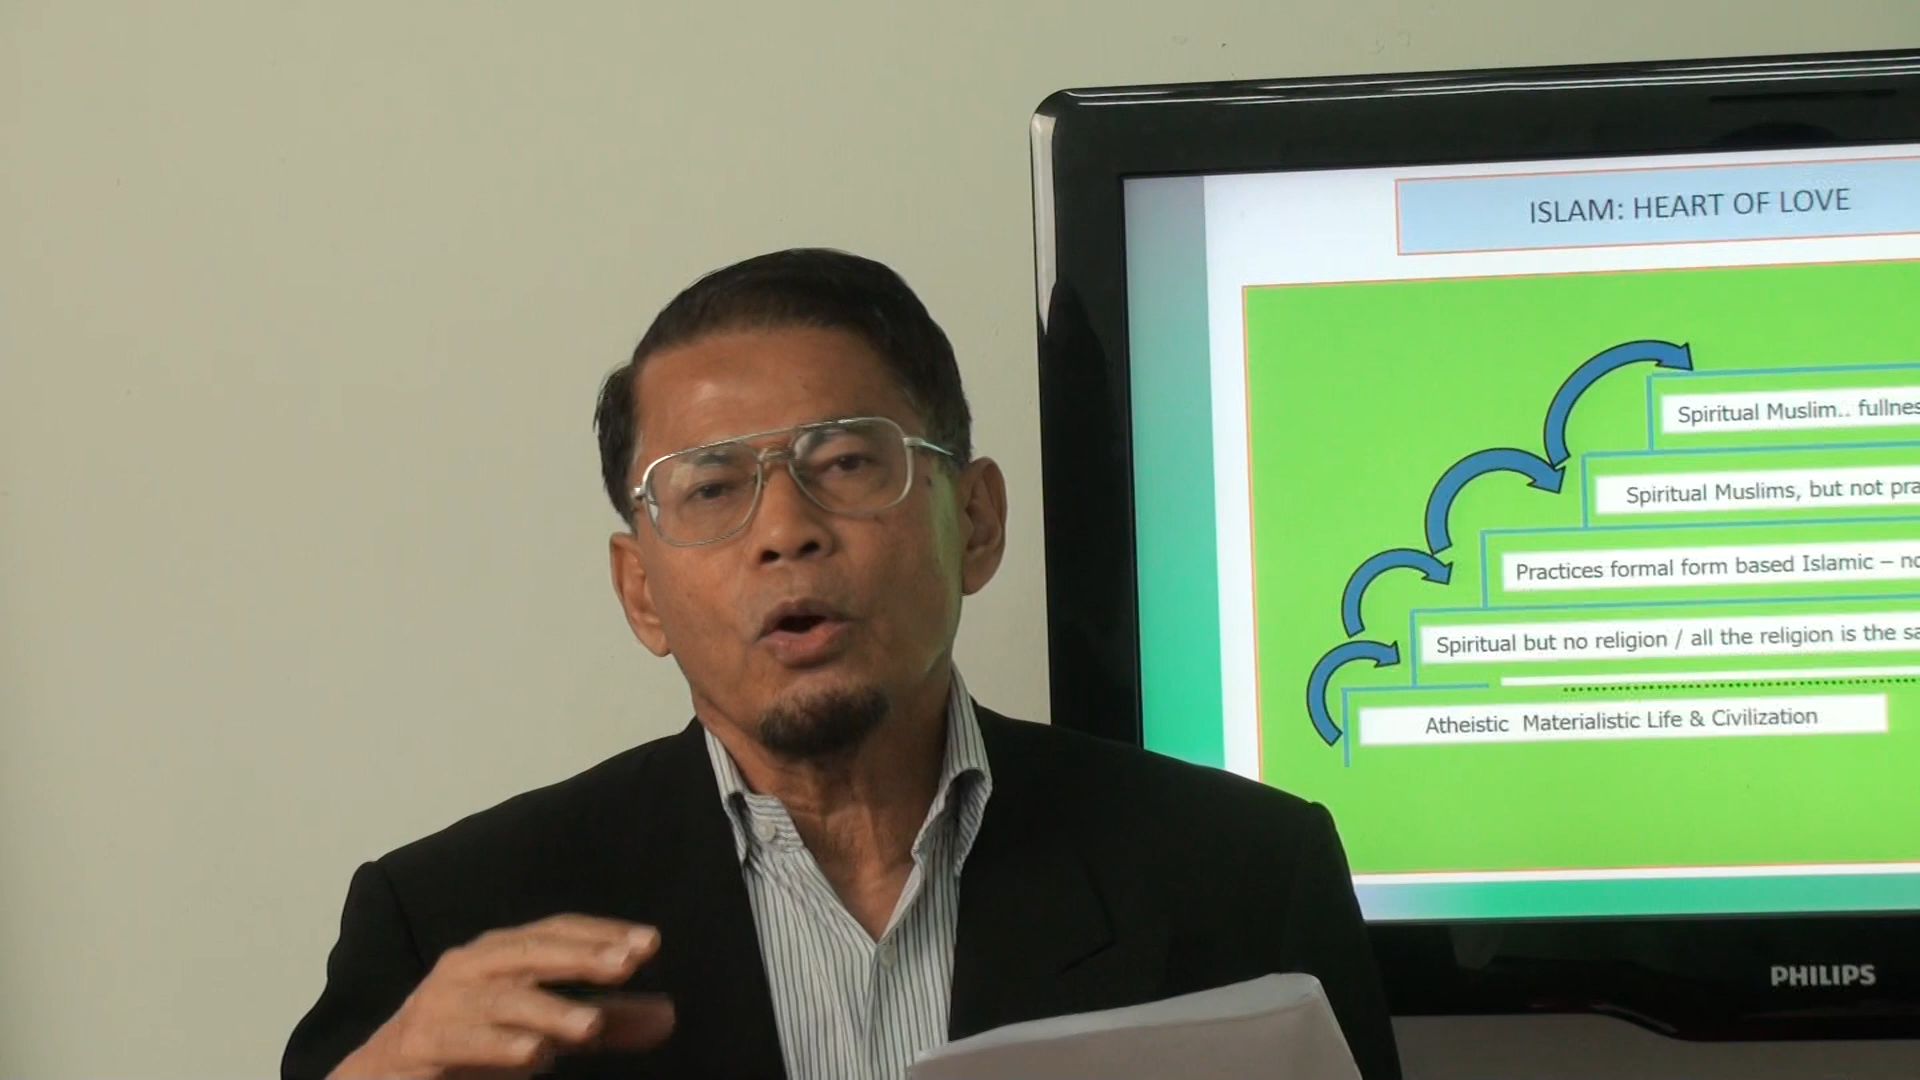 ISLAM: HEART OF LOVE
Spiritual Muslim.. fullnes
Spiritual Muslims, but not pra
Practices formal form based Islamic – no
Spiritual but no religion / all the religion is the sa
Atheistic Materialistic Life & Civilization
PHILIPS